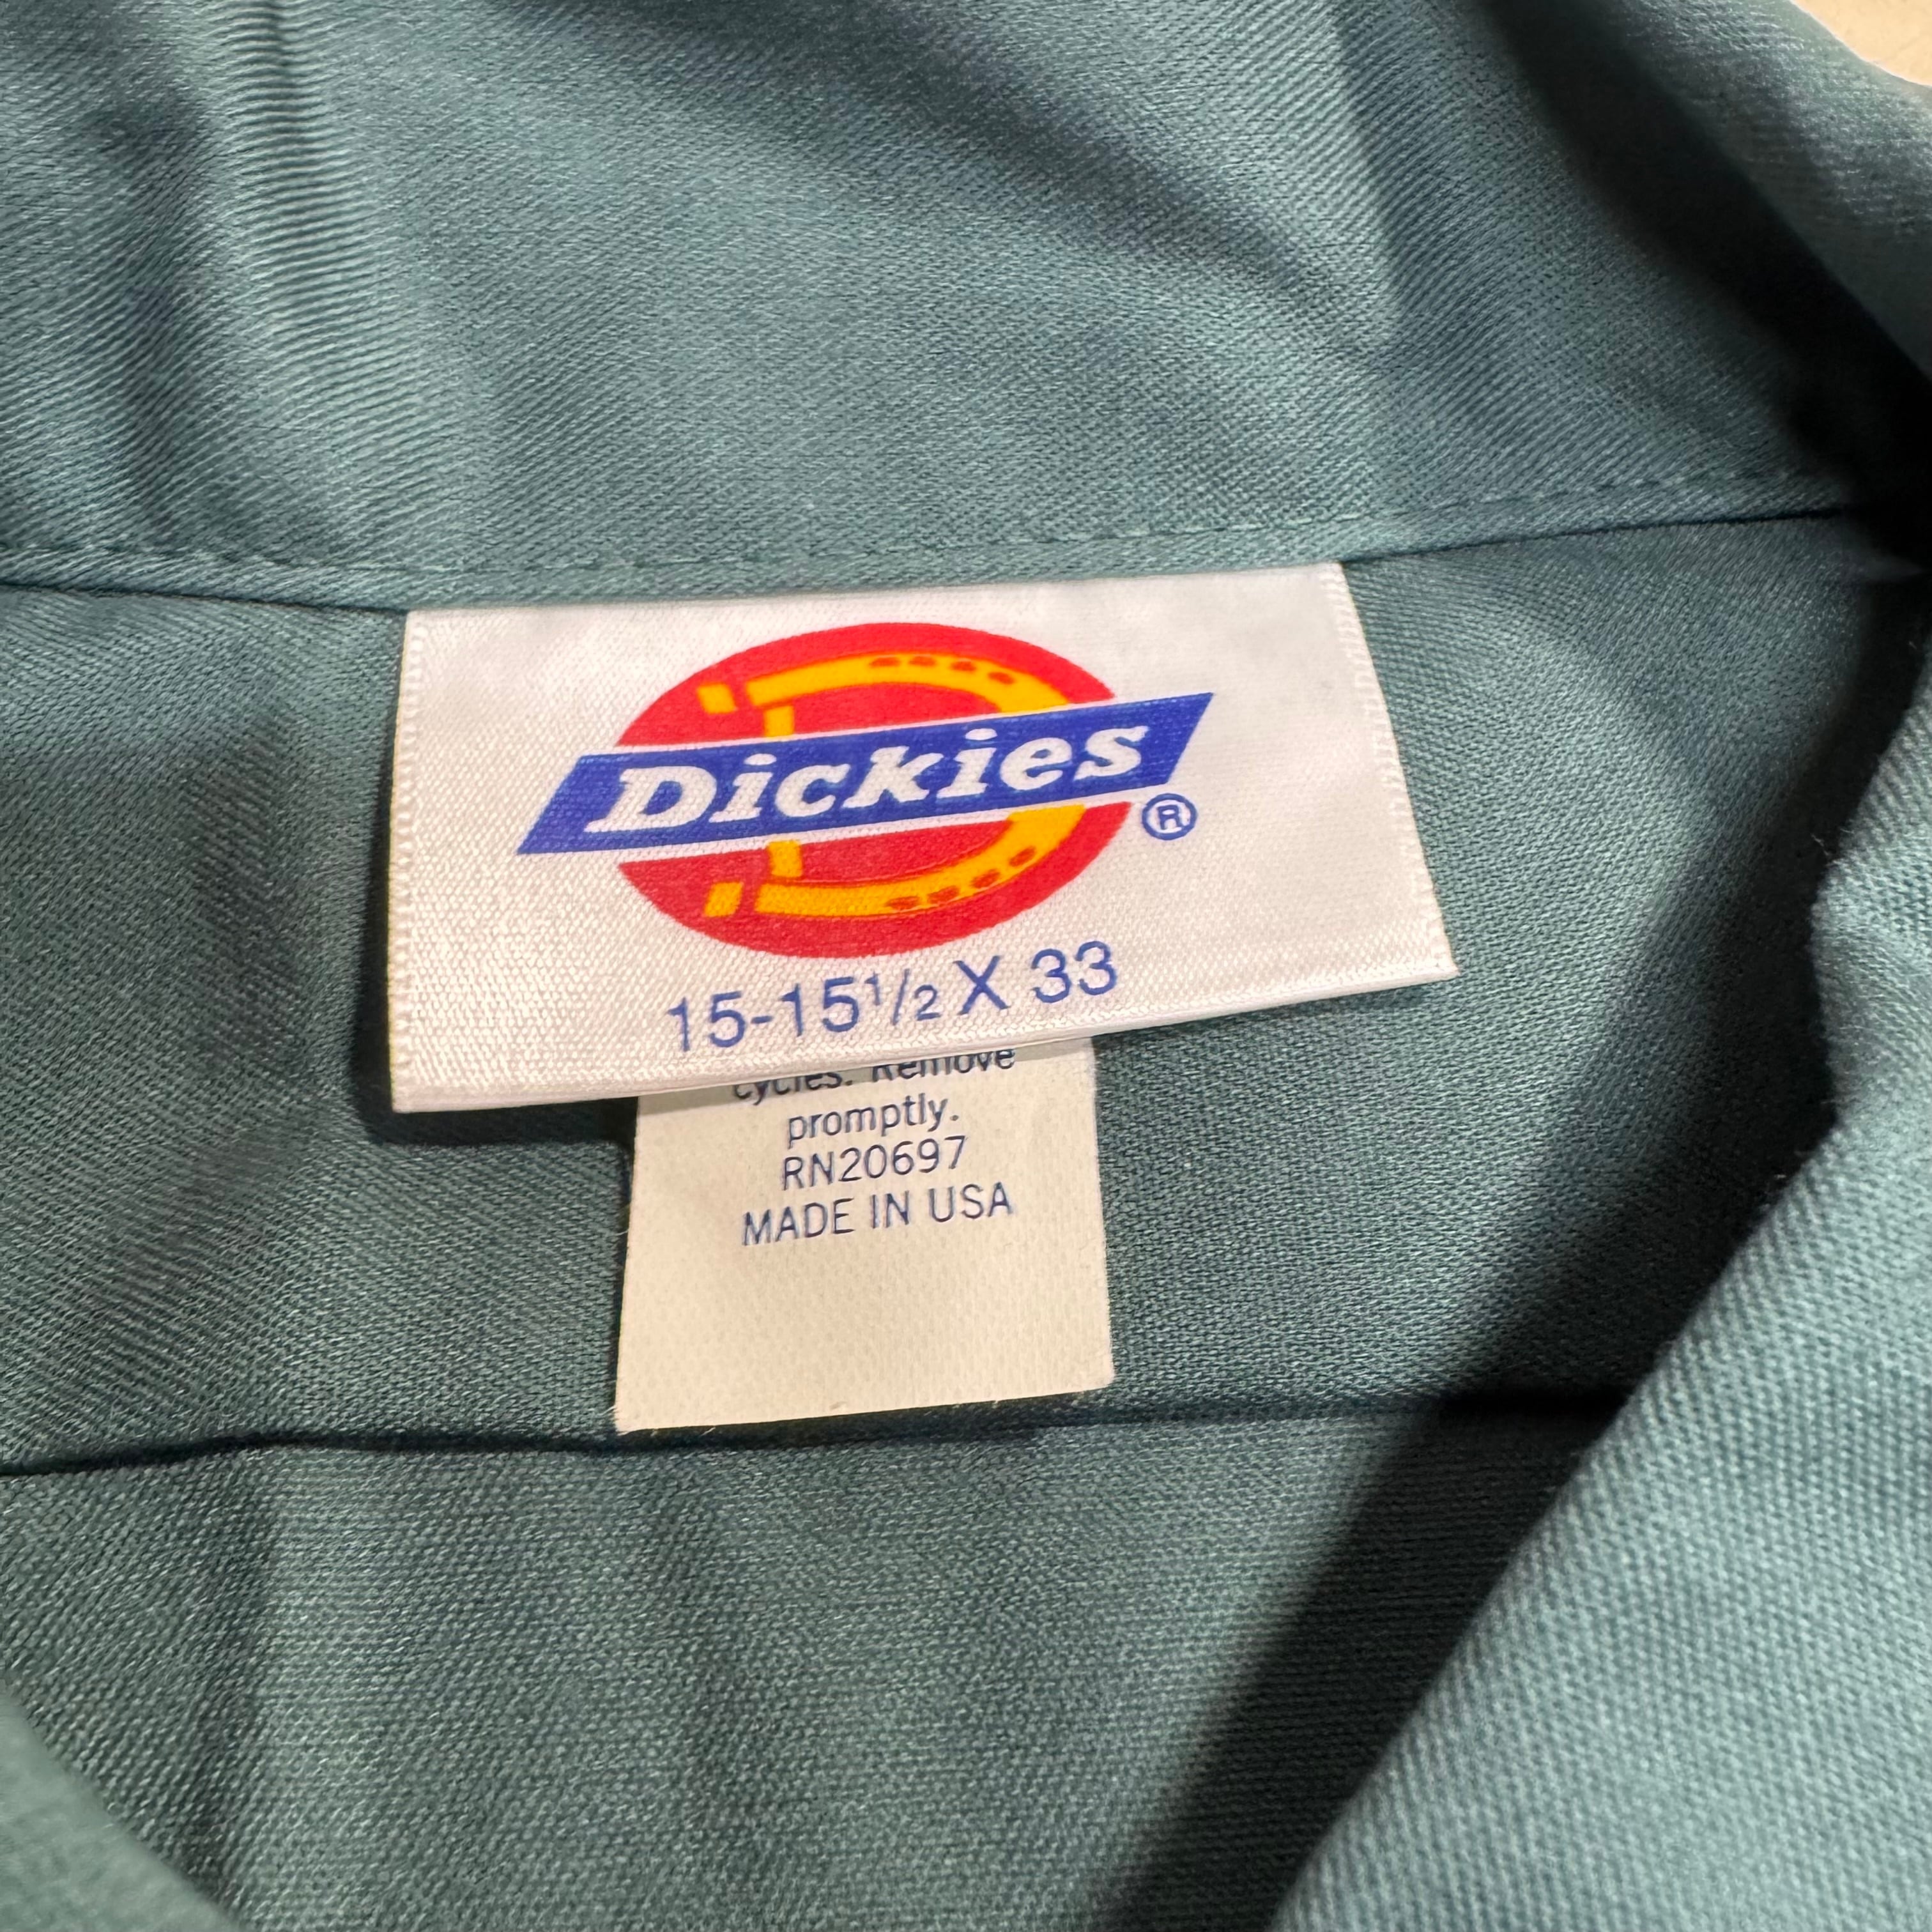 Dickies
®
15-15½ X 33
cycles. Remove
promptly.
RN20697
MADE IN USA